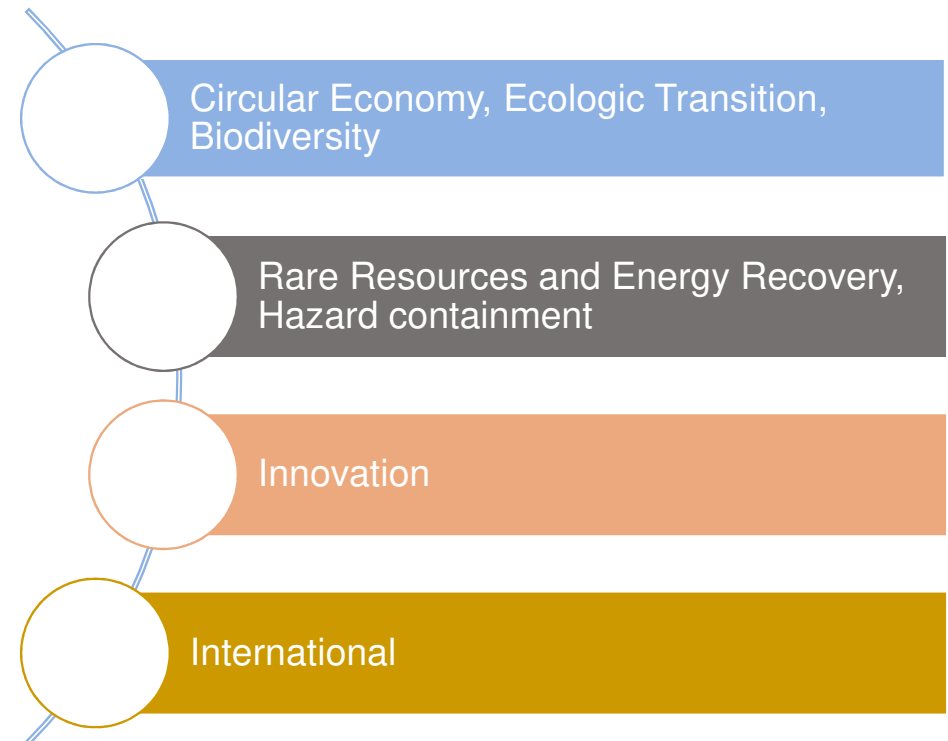 Circular Economy, Ecologic Transition,
Biodiversity
Rare Resources and Energy Recovery,
Hazard containment
Innovation
International